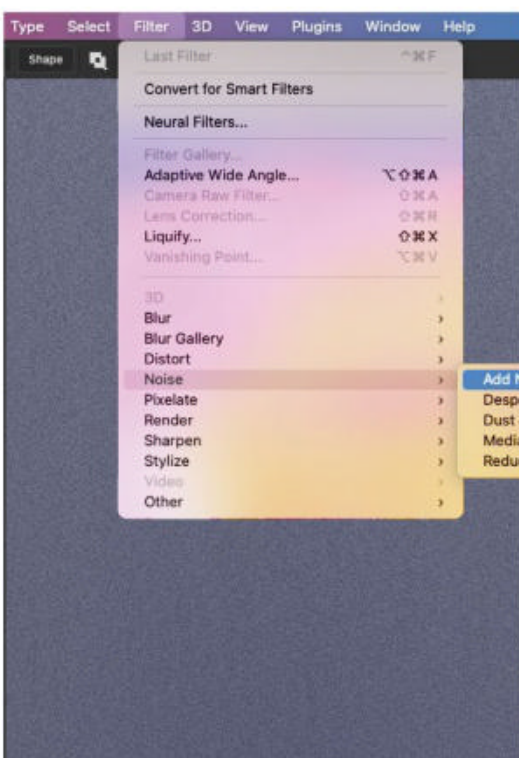 Type Select Filter 3D View Plugins Window Help
Shape
Last Filter ^⌘F
Convert for Smart Filters
Neural Filters...
Filter Gallery...
Adaptive Wide Angle... ⌥⇧⌘A
Camera Raw Filter... ⇧⌘A
Lens Correction... ⇧⌘R
Liquify... ⇧⌘X
Vanishing Point... ⌥⌘V
3D
Blur
Blur Gallery
Distort
Noise
Add N
Pixelate
Desp
Render
Dust
Sharpen
Media
Stylize
Redu
Video
Other